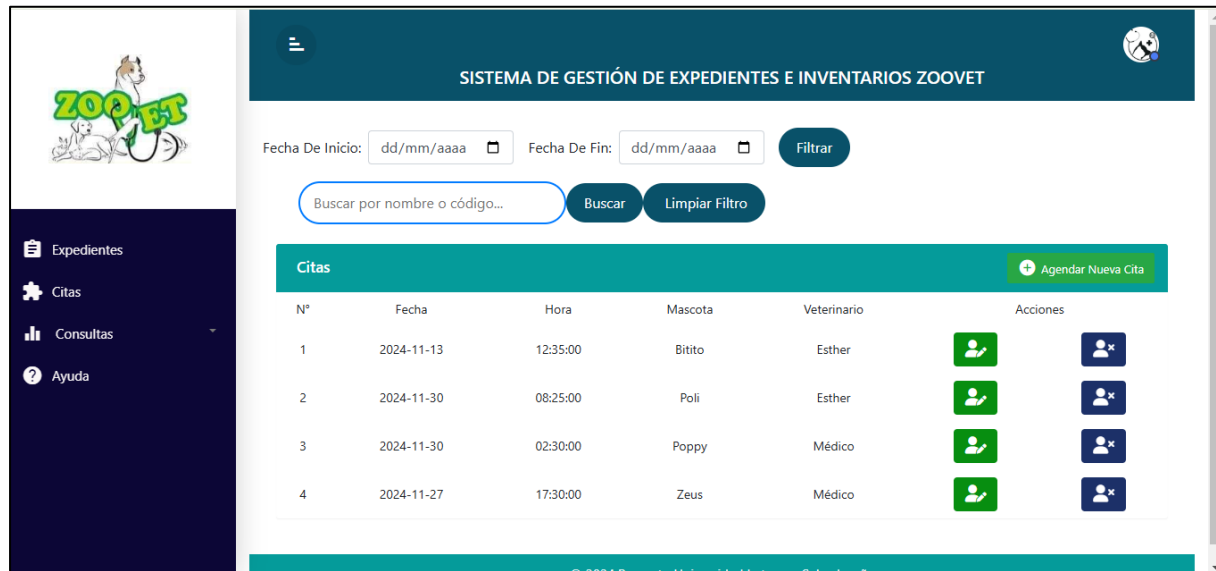 ZOOVET
SISTEMA DE GESTIÓN DE EXPEDIENTES E INVENTARIOS ZOOVET
Fecha De Inicio: dd/mm/aaaa Fecha De Fin: dd/mm/aaaa Filtrar
Buscar por nombre o código... Buscar Limpiar Filtro
Expedientes
Citas
Consultas
Ayuda
Citas Agendar Nueva Cita
N° Fecha Hora Mascota Veterinario Acciones
1 2024-11-13 12:35:00 Bitito Esther
2 2024-11-30 08:25:00 Poli Esther
3 2024-11-30 02:30:00 Poppy Médico
4 2024-11-27 17:30:00 Zeus Médico